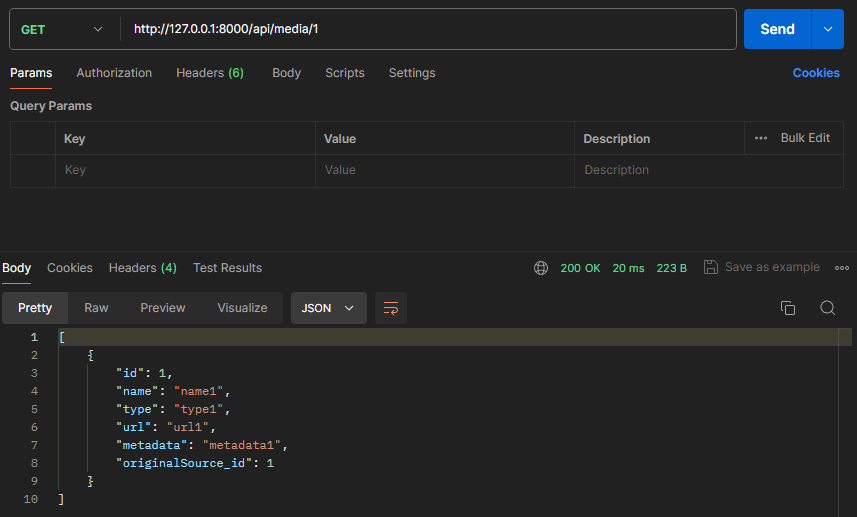 GET http://127.0.0.1:8000/api/media/1 Send
Params Authorization Headers (6) Body Scripts Settings Cookies
Query Params
Key Value Description ••• Bulk Edit
Key Value Description
Body Cookies Headers (4) Test Results 200 OK 20 ms 223 B Save as example •••
Pretty Raw Preview Visualize JSON
1 [
2 {
3 "id": 1,
4 "name": "name1",
5 "type": "type1",
6 "url": "url1",
7 "metadata": "metadata1",
8 "originalSource_id": 1
9 }
10 ]